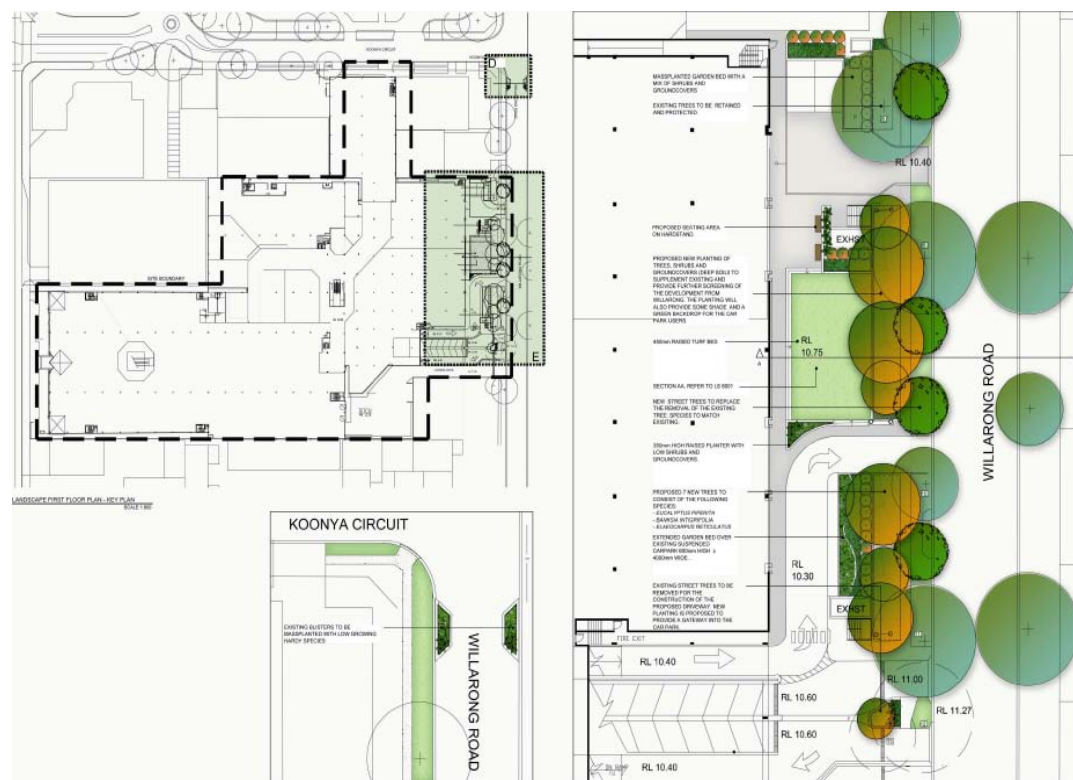 KOONYA CIRCUIT
D
SITE BOUNDARY
E
LANDSCAPE FIRST FLOOR PLAN - KEY PLAN
KOONYA CIRCUIT
EXISTING BLISTERS TO BE
MASSPLANTED WITH LOW GROWING
HARDY SPECIES
WILLARONG ROAD
MASSPLANTED GARDEN BED WITH A
MIX OF SHRUBS AND
GROUNDCOVERS
EXISTING TREES TO BE RETAINED
AND PROTECTED
RL 10.40
PROPOSED SEATING AREA
ON HARDSTAND.
EXHST
PROPOSED NEW PLANTING OF
TREES, SHRUBS AND
GROUNDCOVERS (DEEP SOIL) TO
SUPPLEMENT EXISTING AND
PROVIDE FURTHER SCREENING OF
THE DEVELOPMENT FROM
WILLARONG. THE PLANTING WILL
ALSO PROVIDE SOME SHADE AND A
GREEN BACKDROP FOR THE CAR
PARK USERS
450mm RAISED TURF BED
RL
10.75
A
SECTION AA, REFER TO
NEW STREET TREES TO REPLACE
THE REMOVAL OF THE EXISTING
TREE. SPECIES TO MATCH
EXISITING.
WILLARONG ROAD
HIGH RAISED PLANTER WITH
LOW SHRUBS AND
GROUNDCOVERS
PROPOSED 7 NEW TREES TO
CONSIST OF THE FOLLOWING
SPECIES:
- EUCALYPTUS PIPERITA
- BANKSIA INTEGRIFOLIA
- ELAEOCARPUS RETICULATUS
EXTENDED GARDEN BED OVER
EXISTING SUSPENDED
CARPARK 600mm HIGH x
4000mm WIDE.
RL
10.30
EXISTING STREET TREES TO BE
REMOVED FOR THE
CONSTRUCTION OF THE
PROPOSED DRIVEWAY. NEW
PLANTING IS PROPOSED TO
PROVIDE A GATEWAY INTO THE
CAR PARK.
EXHST
FIRE EXIT
RL 10.40
RL 11.00
RL 10.60
RL 11.27
RL 10.60
RL 10.40